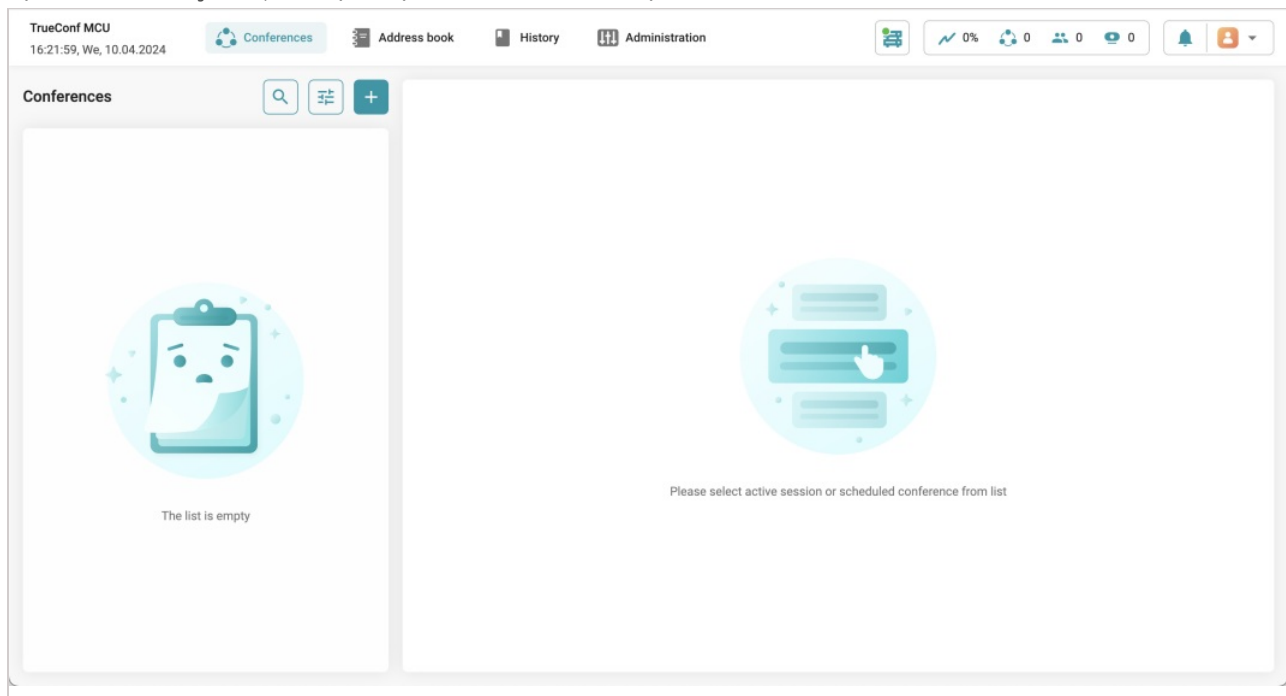 TrueConf MCU
16:21:59, We, 10.04.2024
Conferences
Address book
History
Administration
0%
0
0
0
Conferences
The list is empty
Please select active session or scheduled conference from list